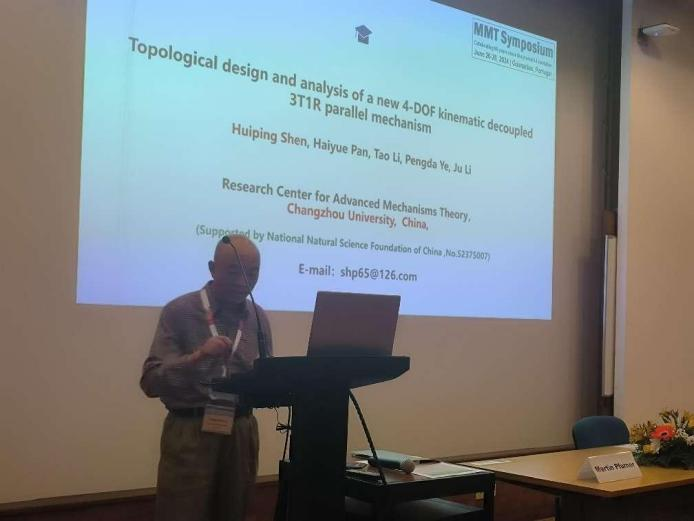 MMT Symposium
June 26-28, 2024 | Guimarães, Portugal
Topological design and analysis of a new 4-DOF kinematic decoupled
3T1R parallel mechanism
Huiping Shen, Haiyue Pan, Tao Li, Pengda Ye, Ju Li
Research Center for Advanced Mechanisms Theory,
Changzhou University, China,
(Supported by National Natural Science Foundation of China ,No.52375007)
E-mail: shp65@126.com
Martin Pfurner